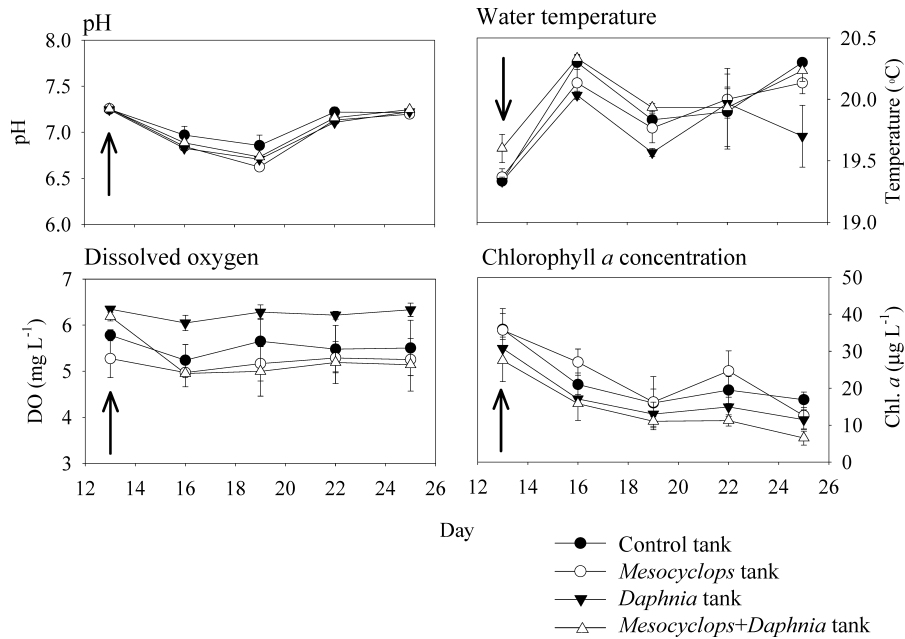 pH
Water temperature
8.0
7.5
7.0
6.5
6.0
pH
20.5
20.0
19.5
19.0
Temperature (°C)
Dissolved oxygen
Chlorophyll a concentration
7
6
5
4
3
DO (mg L⁻¹)
50
40
30
20
10
0
Chl. a (µg L⁻¹)
12 14 16 18 20 22 24 26
12 14 16 18 20 22 24 26
Day
Control tank
Mesocyclops tank
Daphnia tank
Mesocyclops+Daphnia tank